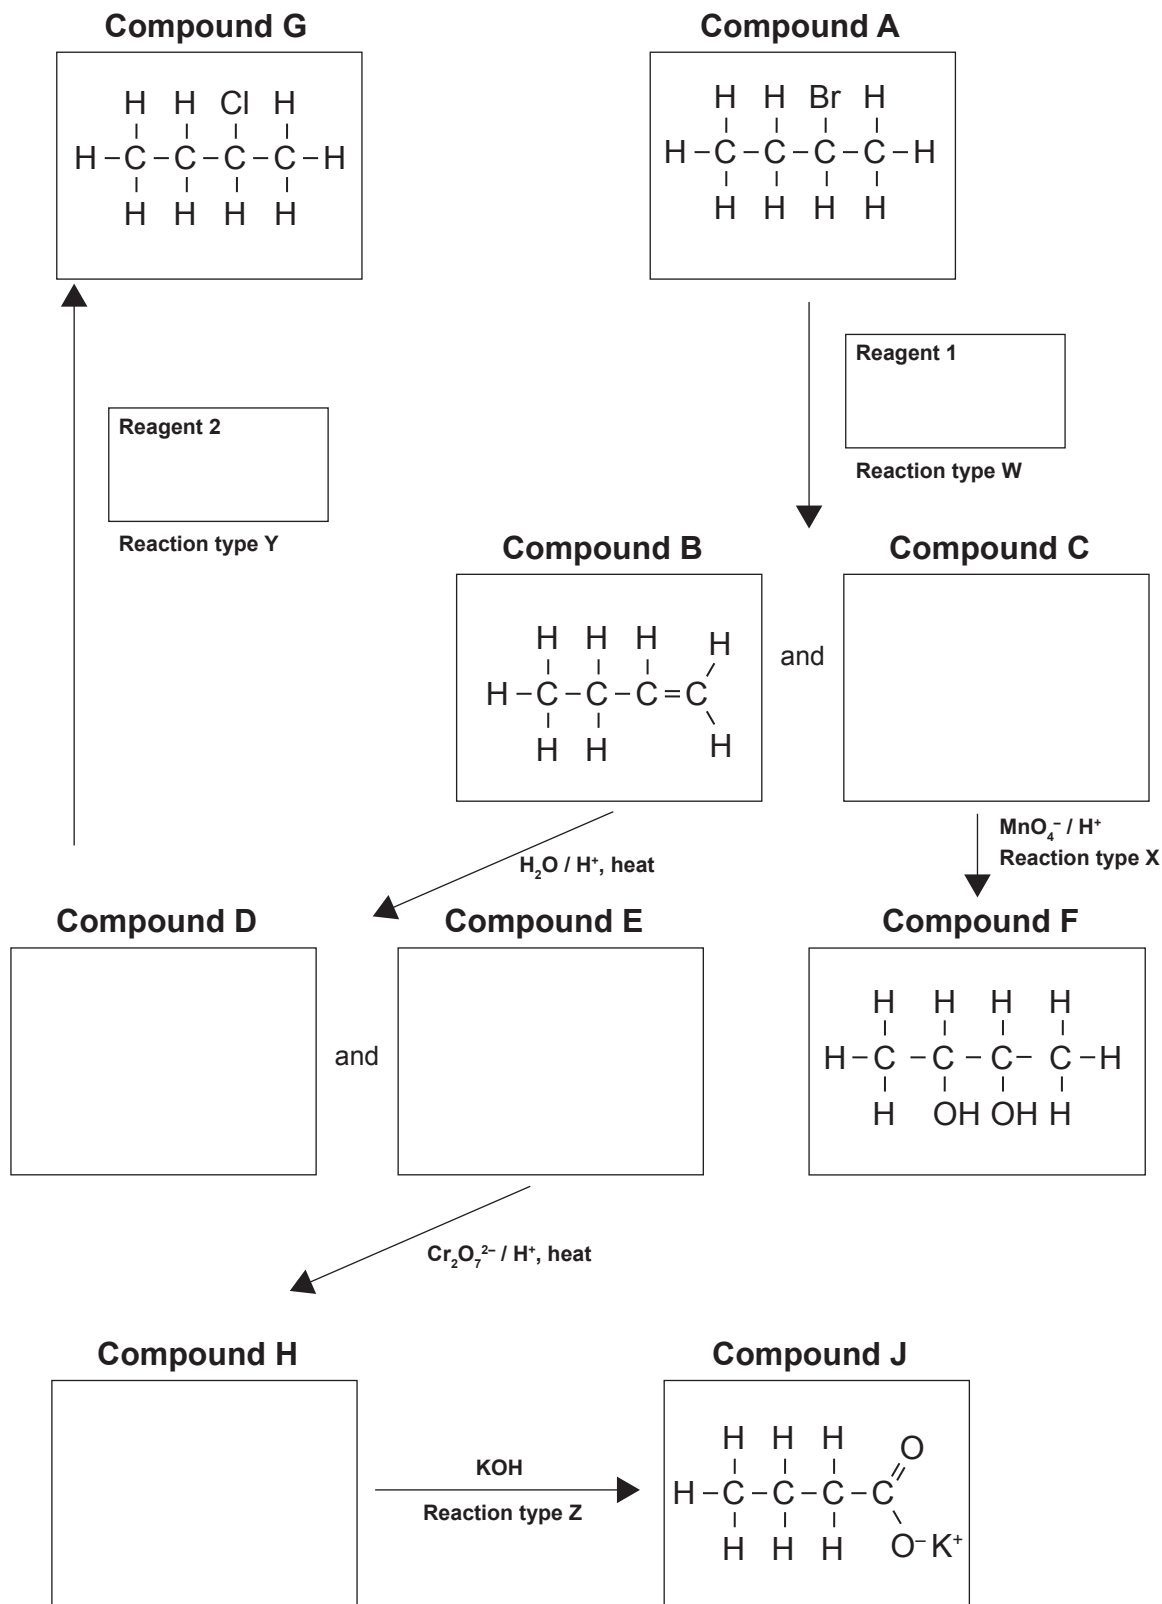 Compound G
Compound A
H H Cl H
H – C – C – C – C – H
H H H H
H H Br H
H – C – C – C – C – H
H H H H
Reagent 1
Reaction type W
Reagent 2
Reaction type Y
Compound B
and
Compound C
H H H H
H – C – C – C = C
H H H
H₂O / H⁺, heat
MnO₄⁻ / H⁺
Reaction type X
Compound D
and
Compound E
Compound F
H H H H
H – C – C – C – C – H
H OH OH H
Cr₂O₇²⁻ / H⁺, heat
Compound H
KOH
Reaction type Z
Compound J
H H H O
H – C – C – C – C
H H H O⁻ K⁺